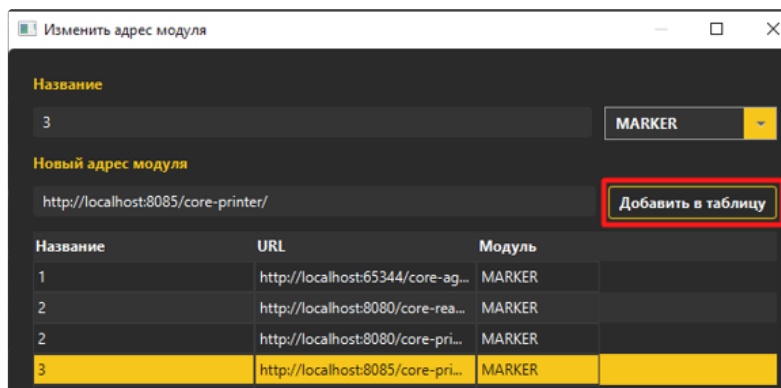 Изменить адрес модуля
Название
3 MARKER
Новый адрес модуля
http://localhost:8085/core-printer/ Добавить в таблицу
Название URL Модуль
1 http://localhost:65344/core-ag... MARKER
2 http://localhost:8080/core-rea... MARKER
2 http://localhost:8080/core-pri... MARKER
3 http://localhost:8085/core-pri... MARKER